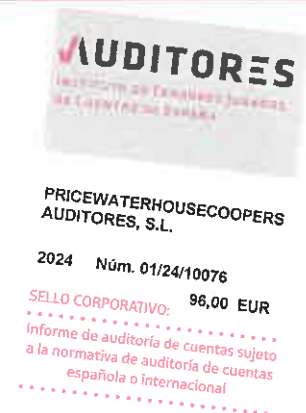 AUDITORES
INSTITUTO DE CENSORES JURADOS
DE CUENTAS DE ESPAÑA
PRICEWATERHOUSECOOPERS
AUDITORES, S.L.
2024 Núm. 01/24/10076
SELLO CORPORATIVO: 96,00 EUR
Informe de auditoría de cuentas sujeto
a la normativa de auditoría de cuentas
española o internacional